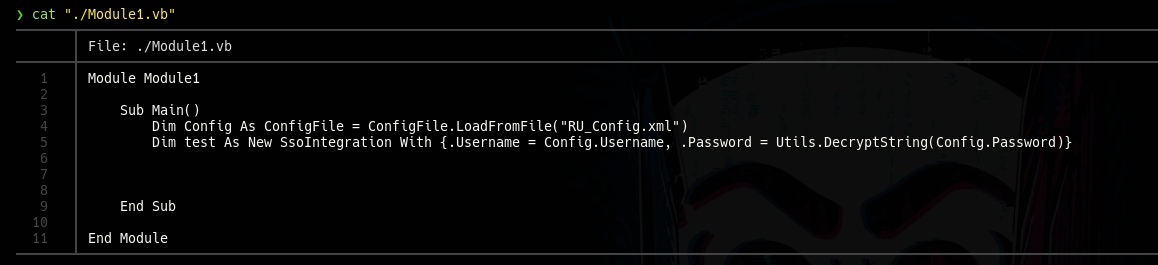 ❯ cat "./Module1.vb"
File: ./Module1.vb
1 Module Module1
2
3 Sub Main()
4 Dim Config As ConfigFile = ConfigFile.LoadFromFile("RU_Config.xml")
5 Dim test As New SsoIntegration With {.Username = Config.Username, .Password = Utils.DecryptString(Config.Password)}
6
7
8
9 End Sub
10
11 End Module